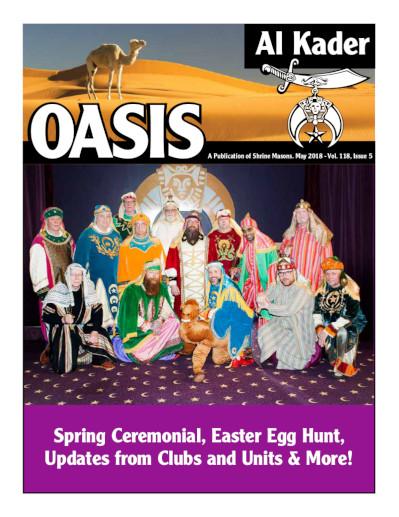 Al Kader
OASIS
A Publication of Shrine Masons. May 2018 - Vol. 118, Issue 5
Spring Ceremonial, Easter Egg Hunt,
Updates from Clubs and Units & More!